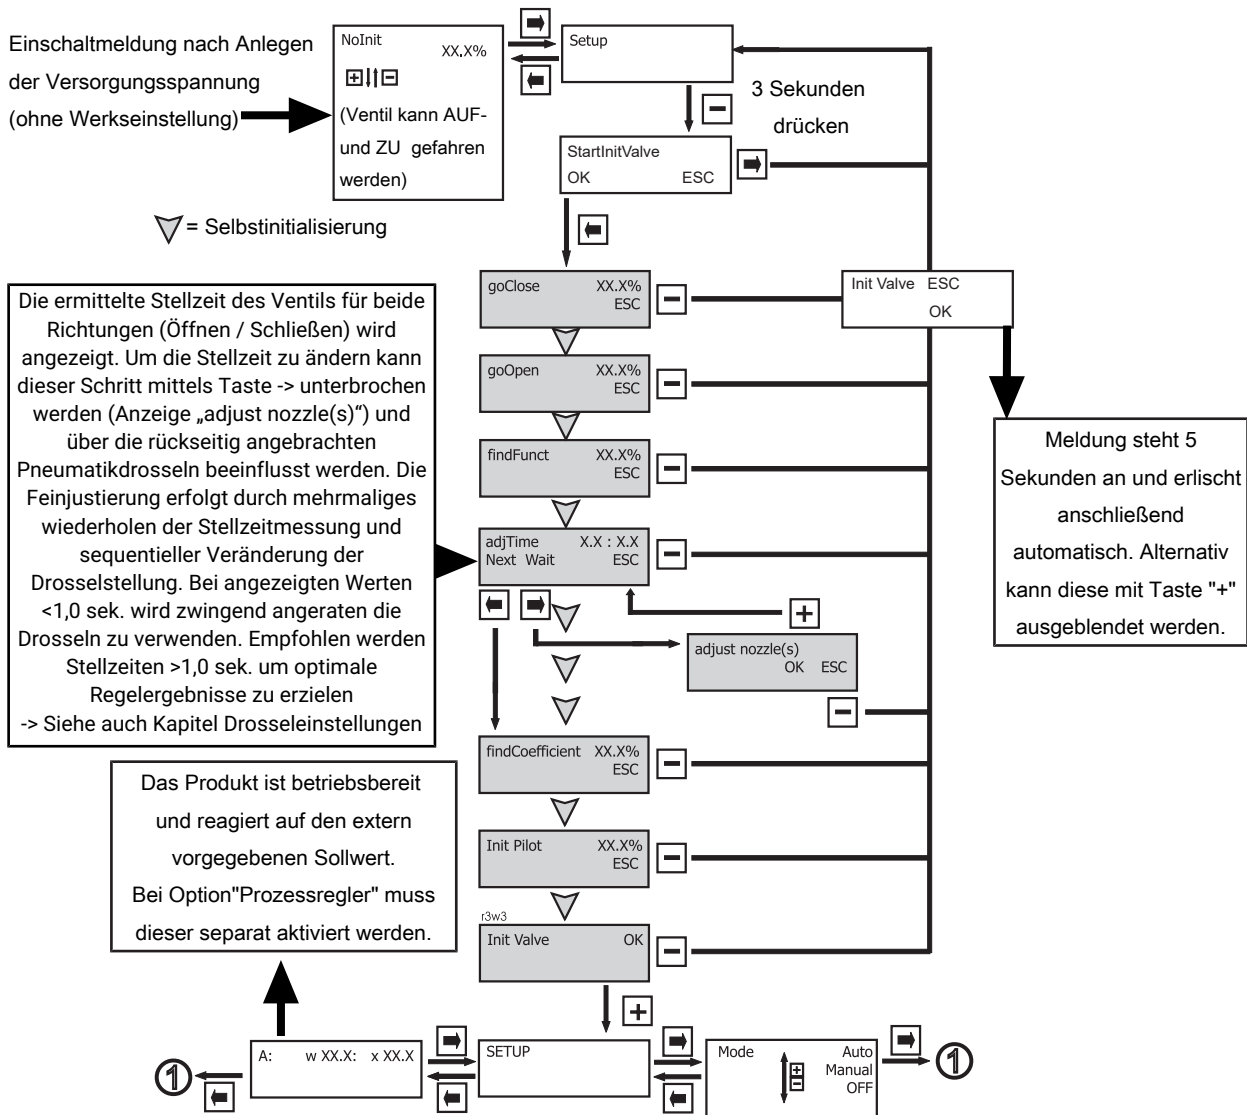 Einschaltmeldung nach Anlegen
der Versorgungsspannung
(ohne Werkseinstellung)
NoInit
XX.X%
(Ventil kann AUF-
und ZU gefahren
werden)
Setup
3 Sekunden
drücken
StartInitValve
OK ESC
= Selbstinitialisierung
Die ermittelte Stellzeit des Ventils für beide
Richtungen (Öffnen / Schließen) wird
angezeigt. Um die Stellzeit zu ändern kann
dieser Schritt mittels Taste -> unterbrochen
werden (Anzeige „adjust nozzle(s)“) und
über die rückseitig angebrachten
Pneumatikdrosseln beeinflusst werden. Die
Feinjustierung erfolgt durch mehrmaliges
wiederholen der Stellzeitmessung und
sequentieller Veränderung der
Drosselstellung. Bei angezeigten Werten
<1,0 sek. wird zwingend angeraten die
Drosseln zu verwenden. Empfohlen werden
Stellzeiten >1,0 sek. um optimale
Regelergebnisse zu erzielen
-> Siehe auch Kapitel Drosseleinstellungen
goClose XX.X%
ESC
Init Valve ESC
OK
goOpen XX.X%
ESC
findFunct XX.X%
ESC
adjTime X.X : X.X
Next Wait ESC
Meldung steht 5
Sekunden an und erlischt
anschließend
automatisch. Alternativ
kann diese mit Taste "+"
ausgeblendet werden.
adjust nozzle(s)
OK ESC
findCoefficient XX.X%
ESC
Das Produkt ist betriebsbereit
und reagiert auf den extern
vorgegebenen Sollwert.
Bei Option"Prozessregler" muss
dieser separat aktiviert werden.
Init Pilot XX.X%
ESC
r3w3
Init Valve OK
1
A: w XX.X: x XX.X
SETUP
Mode Auto
Manual
OFF
1